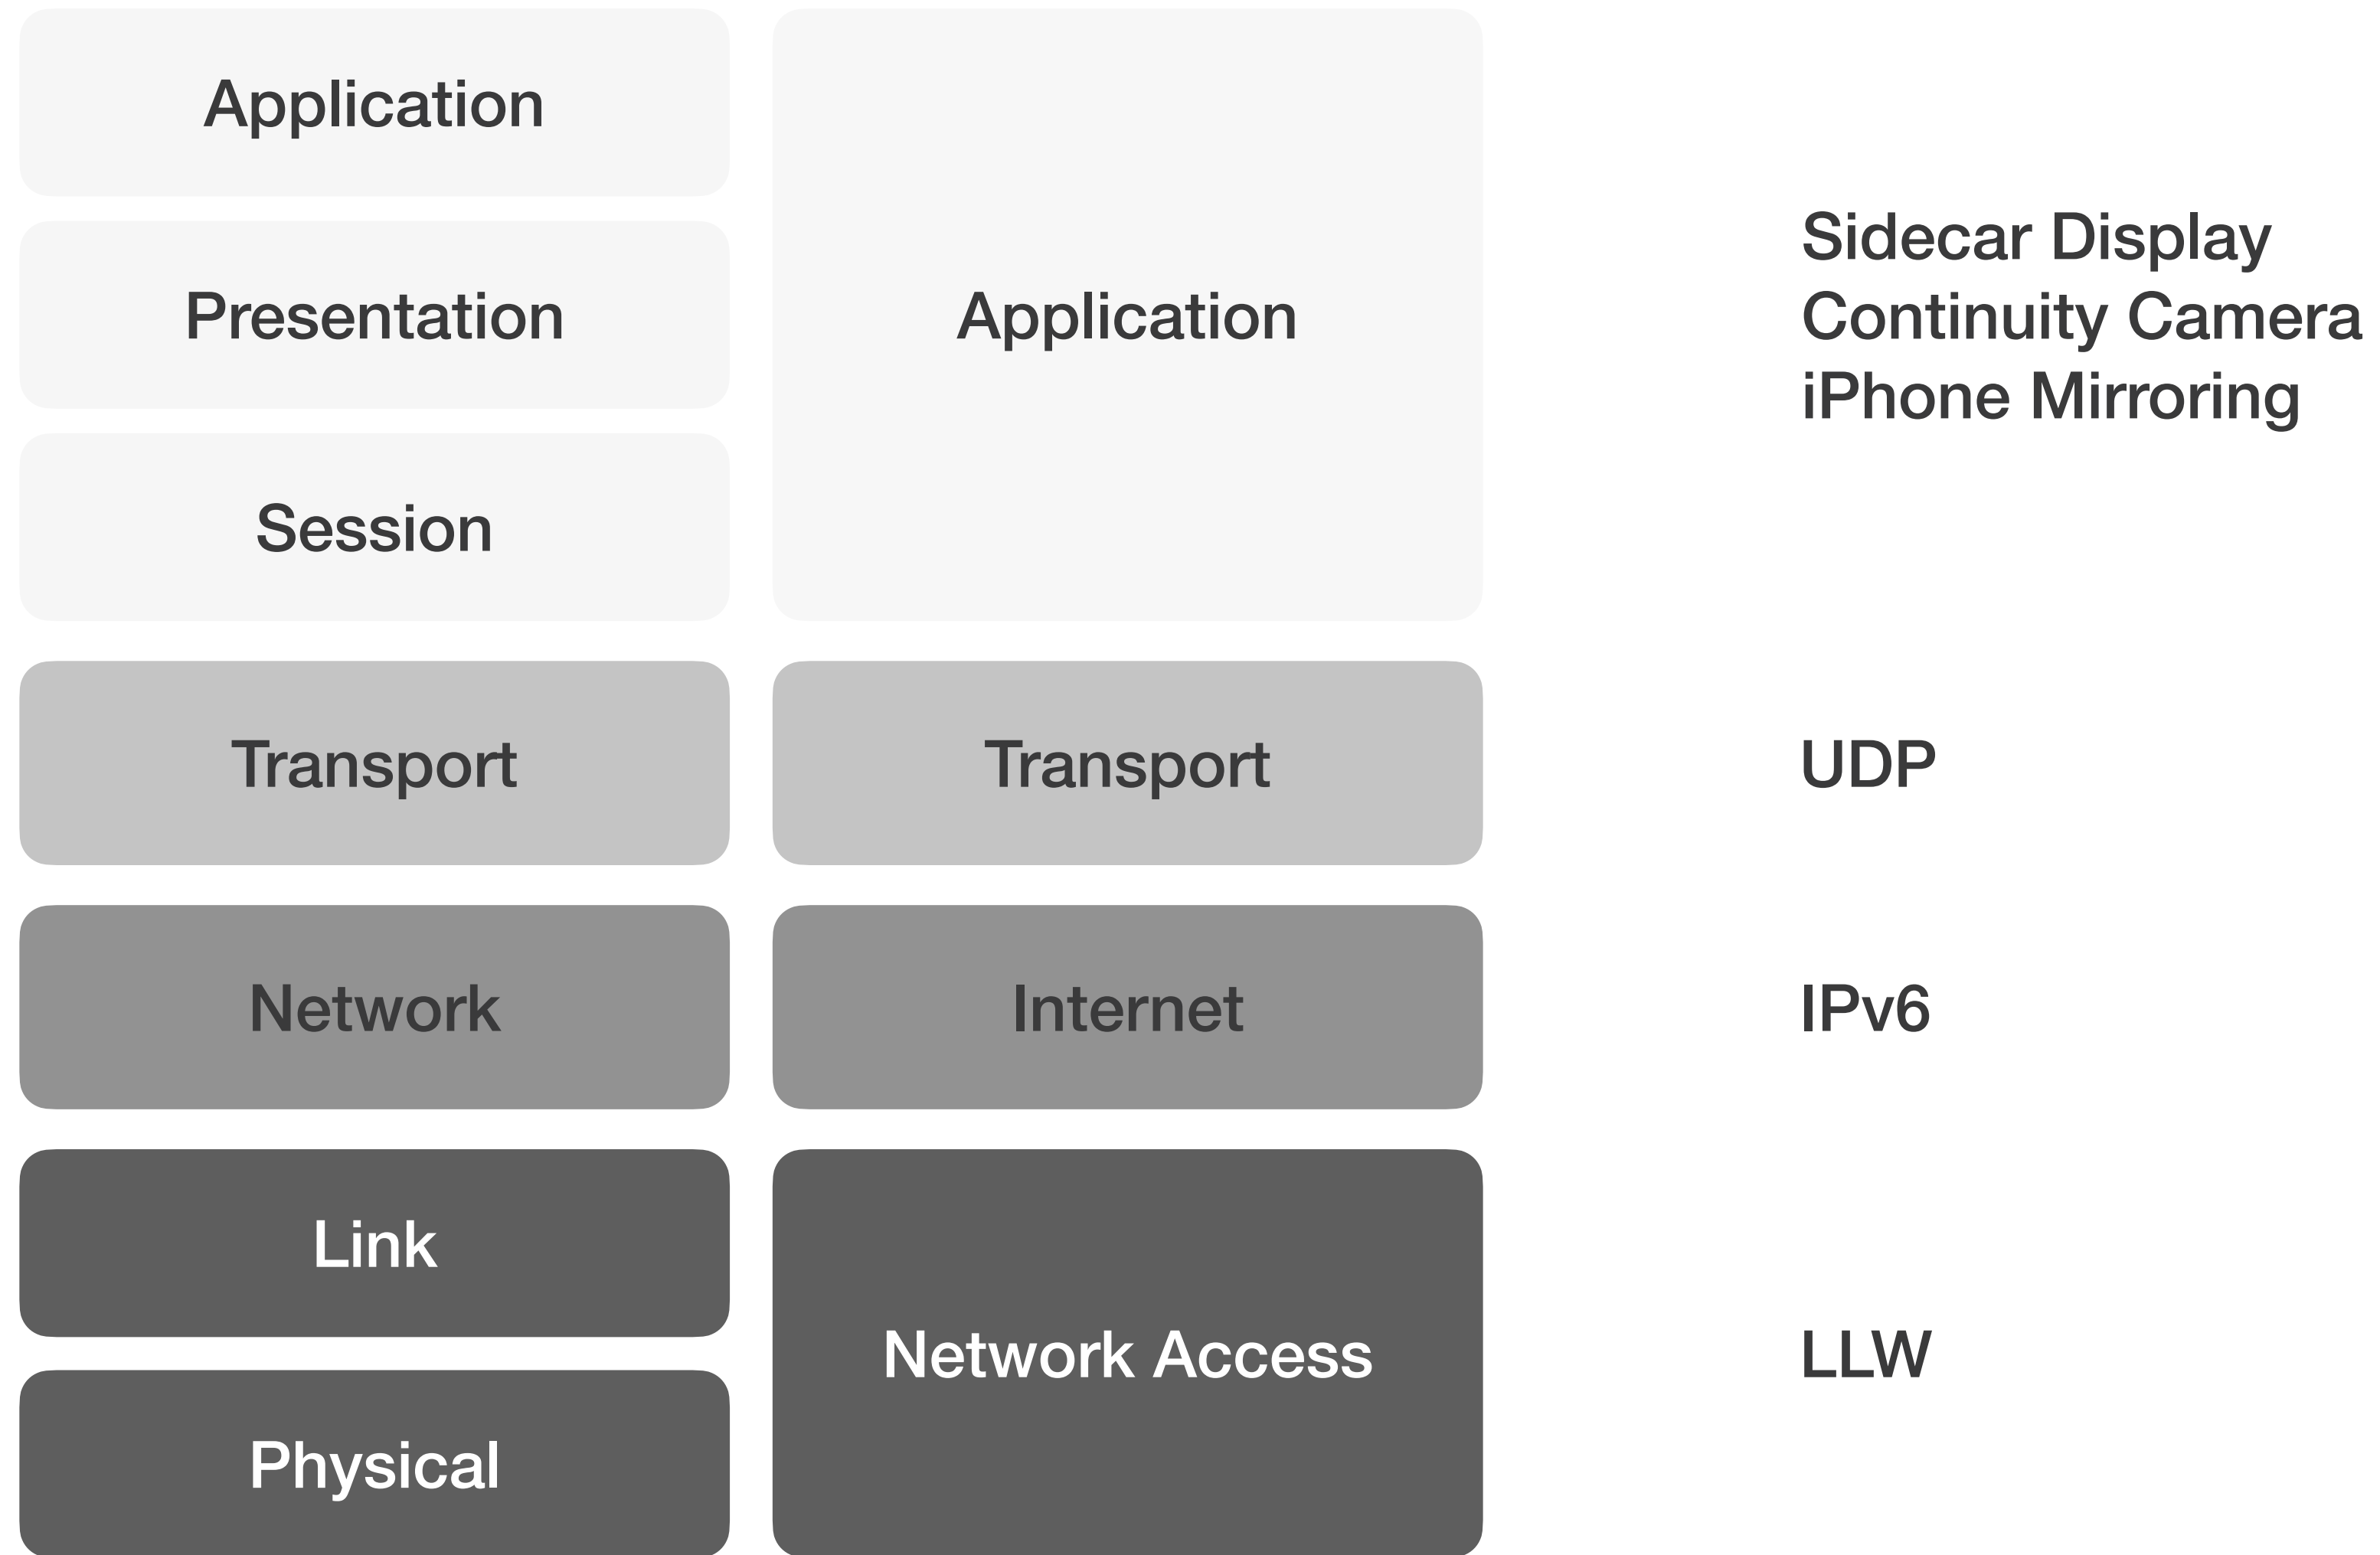 Application
Presentation
Session
Transport
Network
Link
Physical
Application
Transport
Internet
Network Access
Sidecar Display
Continuity Camera
iPhone Mirroring
UDP
IPv6
LLW